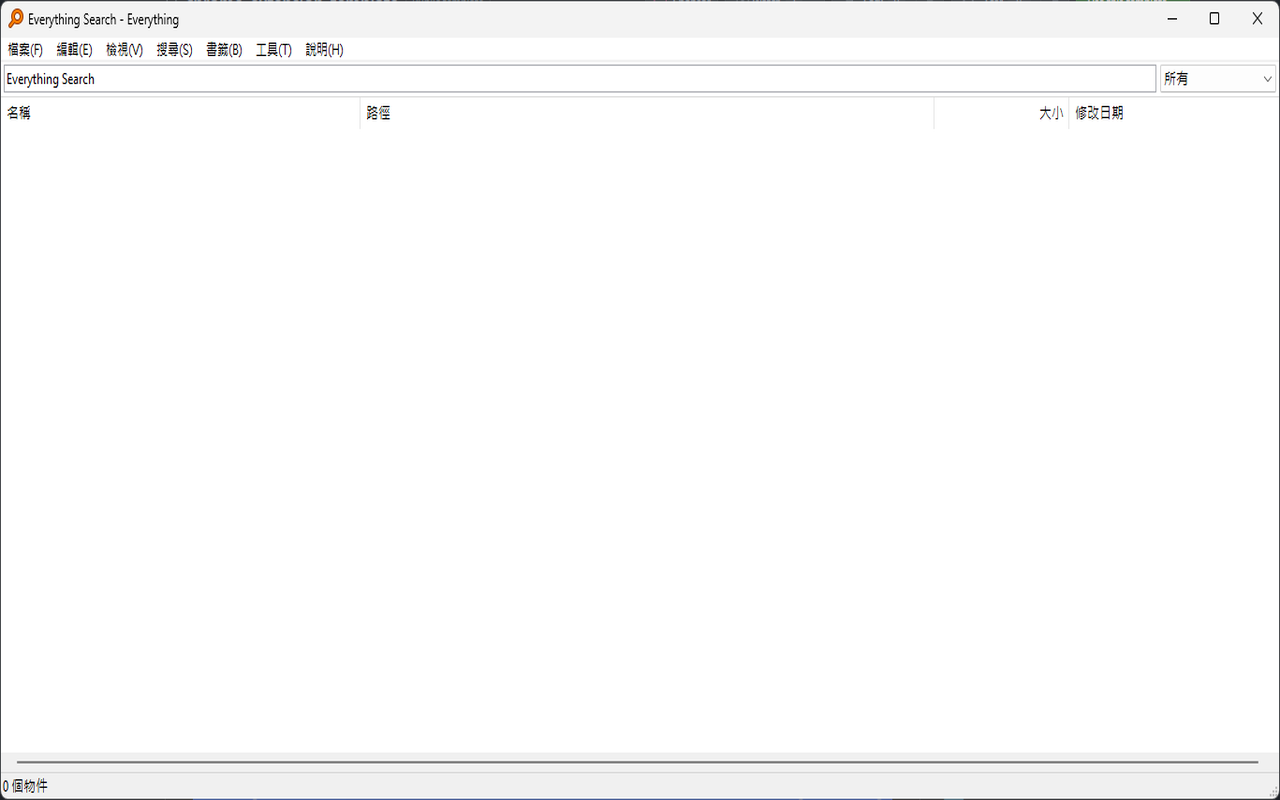 Everything Search - Everything
檔案(F) 編輯(E) 檢視(V) 搜尋(S) 書籤(B) 工具(T) 說明(H)
Everything Search 所有
名稱 路徑 大小 修改日期
0 個物件